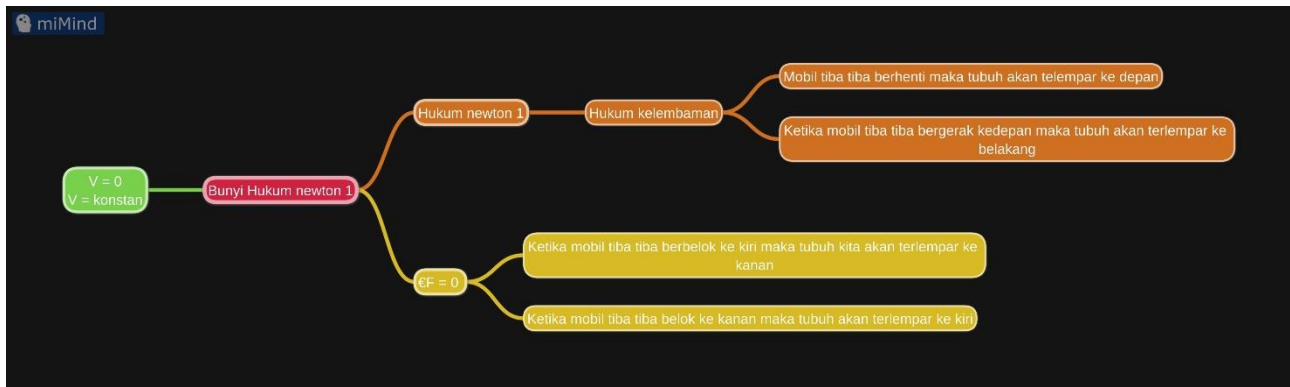 miMind
Mobil tiba tiba berhenti maka tubuh akan telempar ke depan
Hukum newton 1
Hukum kelembaman
Ketika mobil tiba tiba bergerak kedepan maka tubuh akan terlempar ke
belakang
V = 0
V = konstan
Bunyi Hukum newton 1
Ketika mobil tiba tiba berbelok ke kiri maka tubuh kita akan terlempar ke
kanan
€F = 0
Ketika mobil tiba tiba belok ke kanan maka tubuh akan terlempar ke kiri